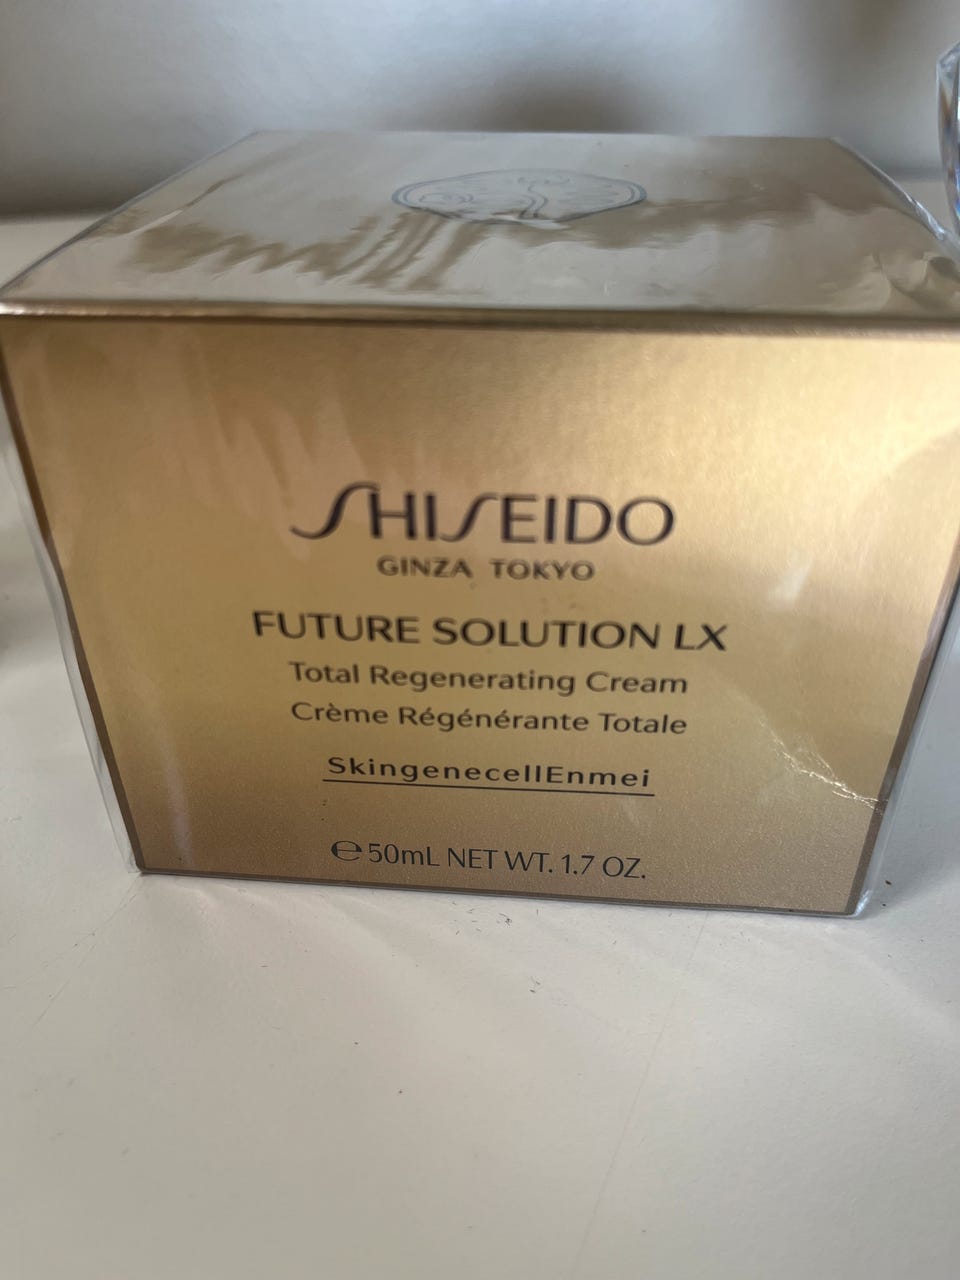 SHISEIDO
GINZA TOKYO
FUTURE SOLUTION LX
Total Regenerating Cream
Crème Régénérante Totale
SkingenecellEnmei
℮50mL NET WT. 1.7 OZ.